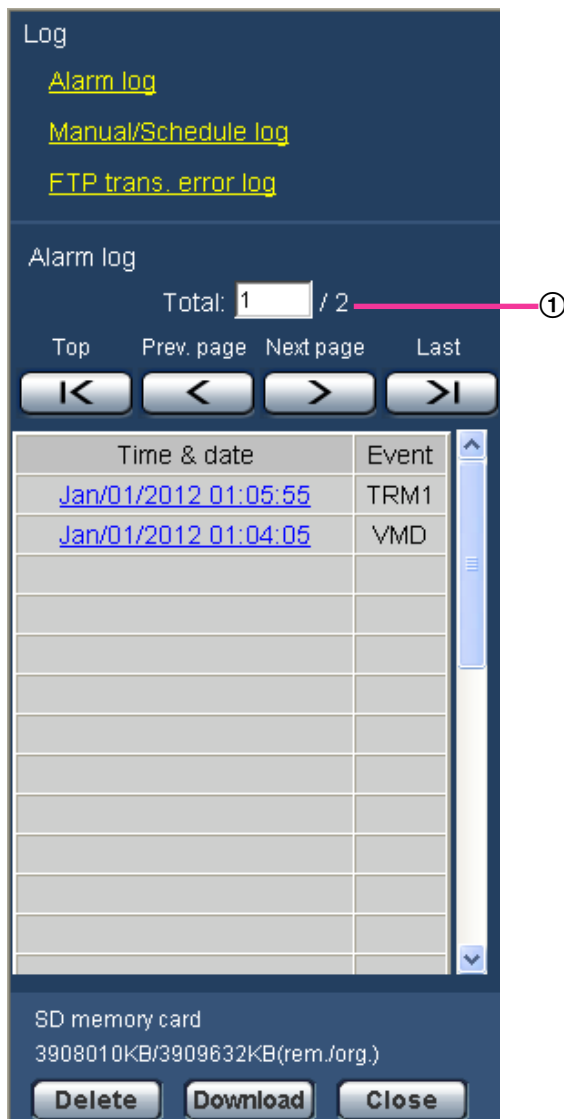 Log
Alarm log
Manual/Schedule log
FTP trans. error log
Alarm log
Total: 1 / 2 ①
Top Prev. page Next page Last
Time & date Event
Jan/01/2012 01:05:55 TRM1
Jan/01/2012 01:04:05 VMD
SD memory card
3908010KB/3909632KB(rem./org.)
Delete Download Close